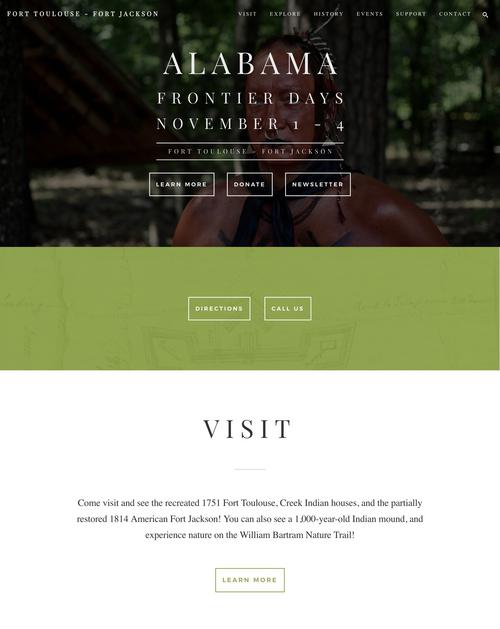 FORT TOULOUSE – FORT JACKSON
VISIT EXPLORE HISTORY EVENTS SUPPORT CONTACT
ALABAMA
FRONTIER DAYS
NOVEMBER 1 – 4
FORT TOULOUSE – FORT JACKSON
LEARN MORE DONATE NEWSLETTER
DIRECTIONS CALL US
VISIT
Come visit and see the recreated 1751 Fort Toulouse, Creek Indian houses, and the partially
restored 1814 American Fort Jackson! You can also see a 1,000-year-old Indian mound, and
experience nature on the William Bartram Nature Trail!
LEARN MORE